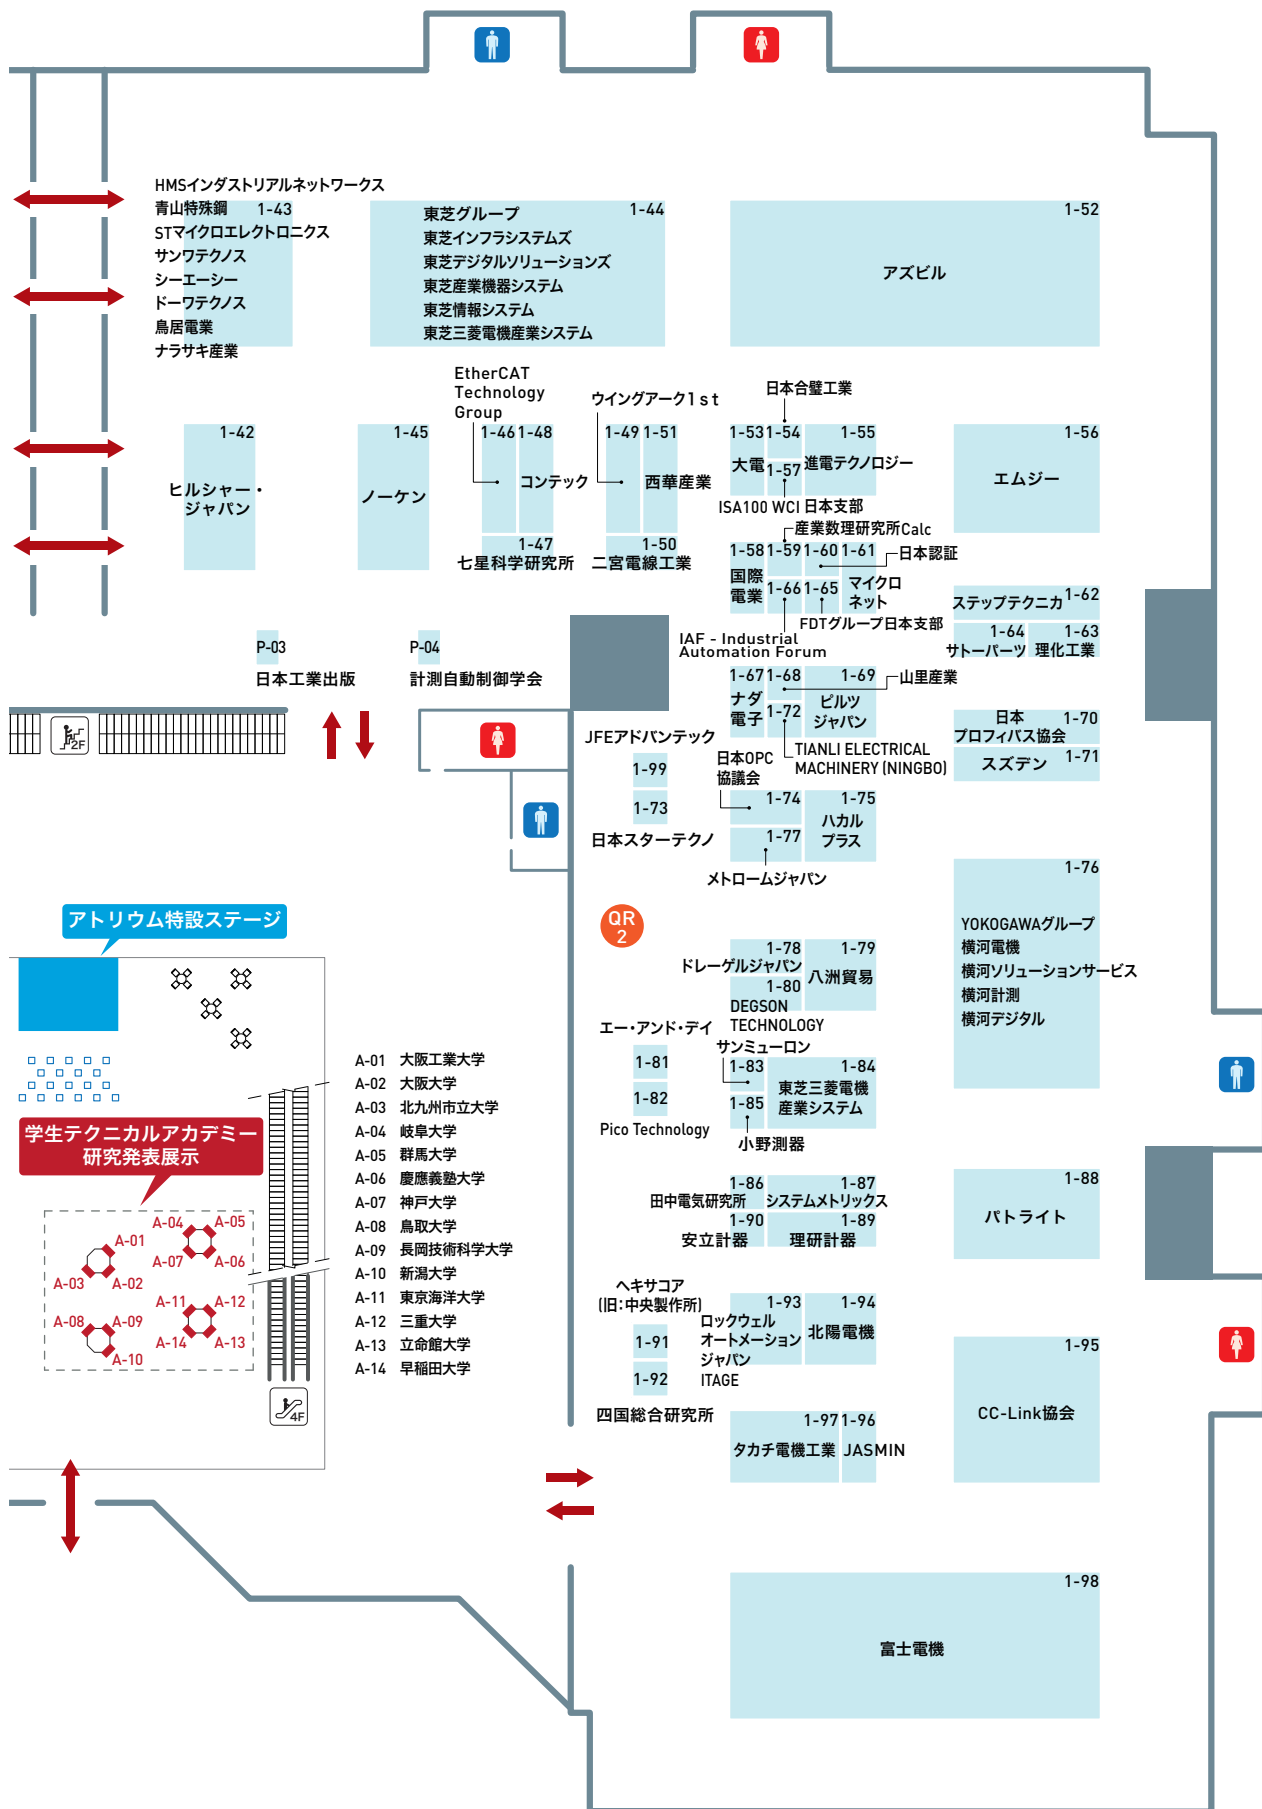 HMSインダストリアルネットワークス
青山特殊鋼 1-43
STマイクロエレクトロニクス
サンワテクノス
シーエーシー
ドーワテクノス
鳥居電業
ナラサキ産業
東芝グループ 1-44
東芝インフラシステムズ
東芝デジタルソリューションズ
東芝産業機器システム
東芝情報システム
東芝三菱電機産業システム
1-52
アズビル
1-42
ヒルシャー・
ジャパン
1-45
ノーケン
EtherCAT
Technology
Group
1-46
1-48
コンテック
1-47
七星科学研究所
ウイングアーク1st
1-49
1-51
西華産業
1-50
二宮電線工業
日本合璧工業
1-53
大電
1-54
1-55
進電テクノロジー
1-57
ISA100 WCI 日本支部
1-56
エムジー
産業数理研究所Calc
1-58
国際
電業
1-59
1-60
日本認証
1-61
マイクロ
ネット
1-66
1-65
FDTグループ日本支部
IAF - Industrial
Automation Forum
1-62
ステップテクニカ
1-64
サトーパーツ
1-63
理化工業
P-03
日本工業出版
P-04
計測自動制御学会
2F
1-67
ナダ
電子
1-68
山里産業
1-69
ピルツ
ジャパン
1-72
TIANLI ELECTRICAL
MACHINERY (NINGBO)
日本 1-70
プロフィバス協会
スズデン 1-71
JFEアドバンテック
1-99
1-73
日本スターテクノ
日本OPC
協議会
1-74
1-75
ハカル
プラス
1-77
メトロームジャパン
1-76
YOKOGAWAグループ
横河電機
横河ソリューションサービス
横河計測
横河デジタル
QR
2
1-78
ドレーゲルジャパン
1-79
八洲貿易
1-80
DEGSON
TECHNOLOGY
エー・アンド・デイ
1-81
1-82
Pico Technology
サンミューロン
1-83
1-84
東芝三菱電機
産業システム
1-85
小野測器
1-86
田中電気研究所
1-87
システムメトリックス
1-90
安立計器
1-89
理研計器
1-88
パトライト
ヘキサコア
(旧:中央製作所)
1-91
1-92
四国総合研究所
1-93
ロックウェル
オートメーション
ジャパン
ITAGE
1-94
北陽電機
1-95
CC-Link協会
1-97
タカチ電機工業
1-96
JASMIN
1-98
富士電機
アトリウム特設ステージ
学生テクニカルアカデミー
研究発表展示
A-04
A-05
A-01
A-07
A-06
A-03
A-02
A-11
A-12
A-08
A-09
A-14
A-13
A-10
4F
A-01 大阪工業大学
A-02 大阪大学
A-03 北九州市立大学
A-04 岐阜大学
A-05 群馬大学
A-06 慶應義塾大学
A-07 神戸大学
A-08 鳥取大学
A-09 長岡技術科学大学
A-10 新潟大学
A-11 東京海洋大学
A-12 三重大学
A-13 立命館大学
A-14 早稲田大学